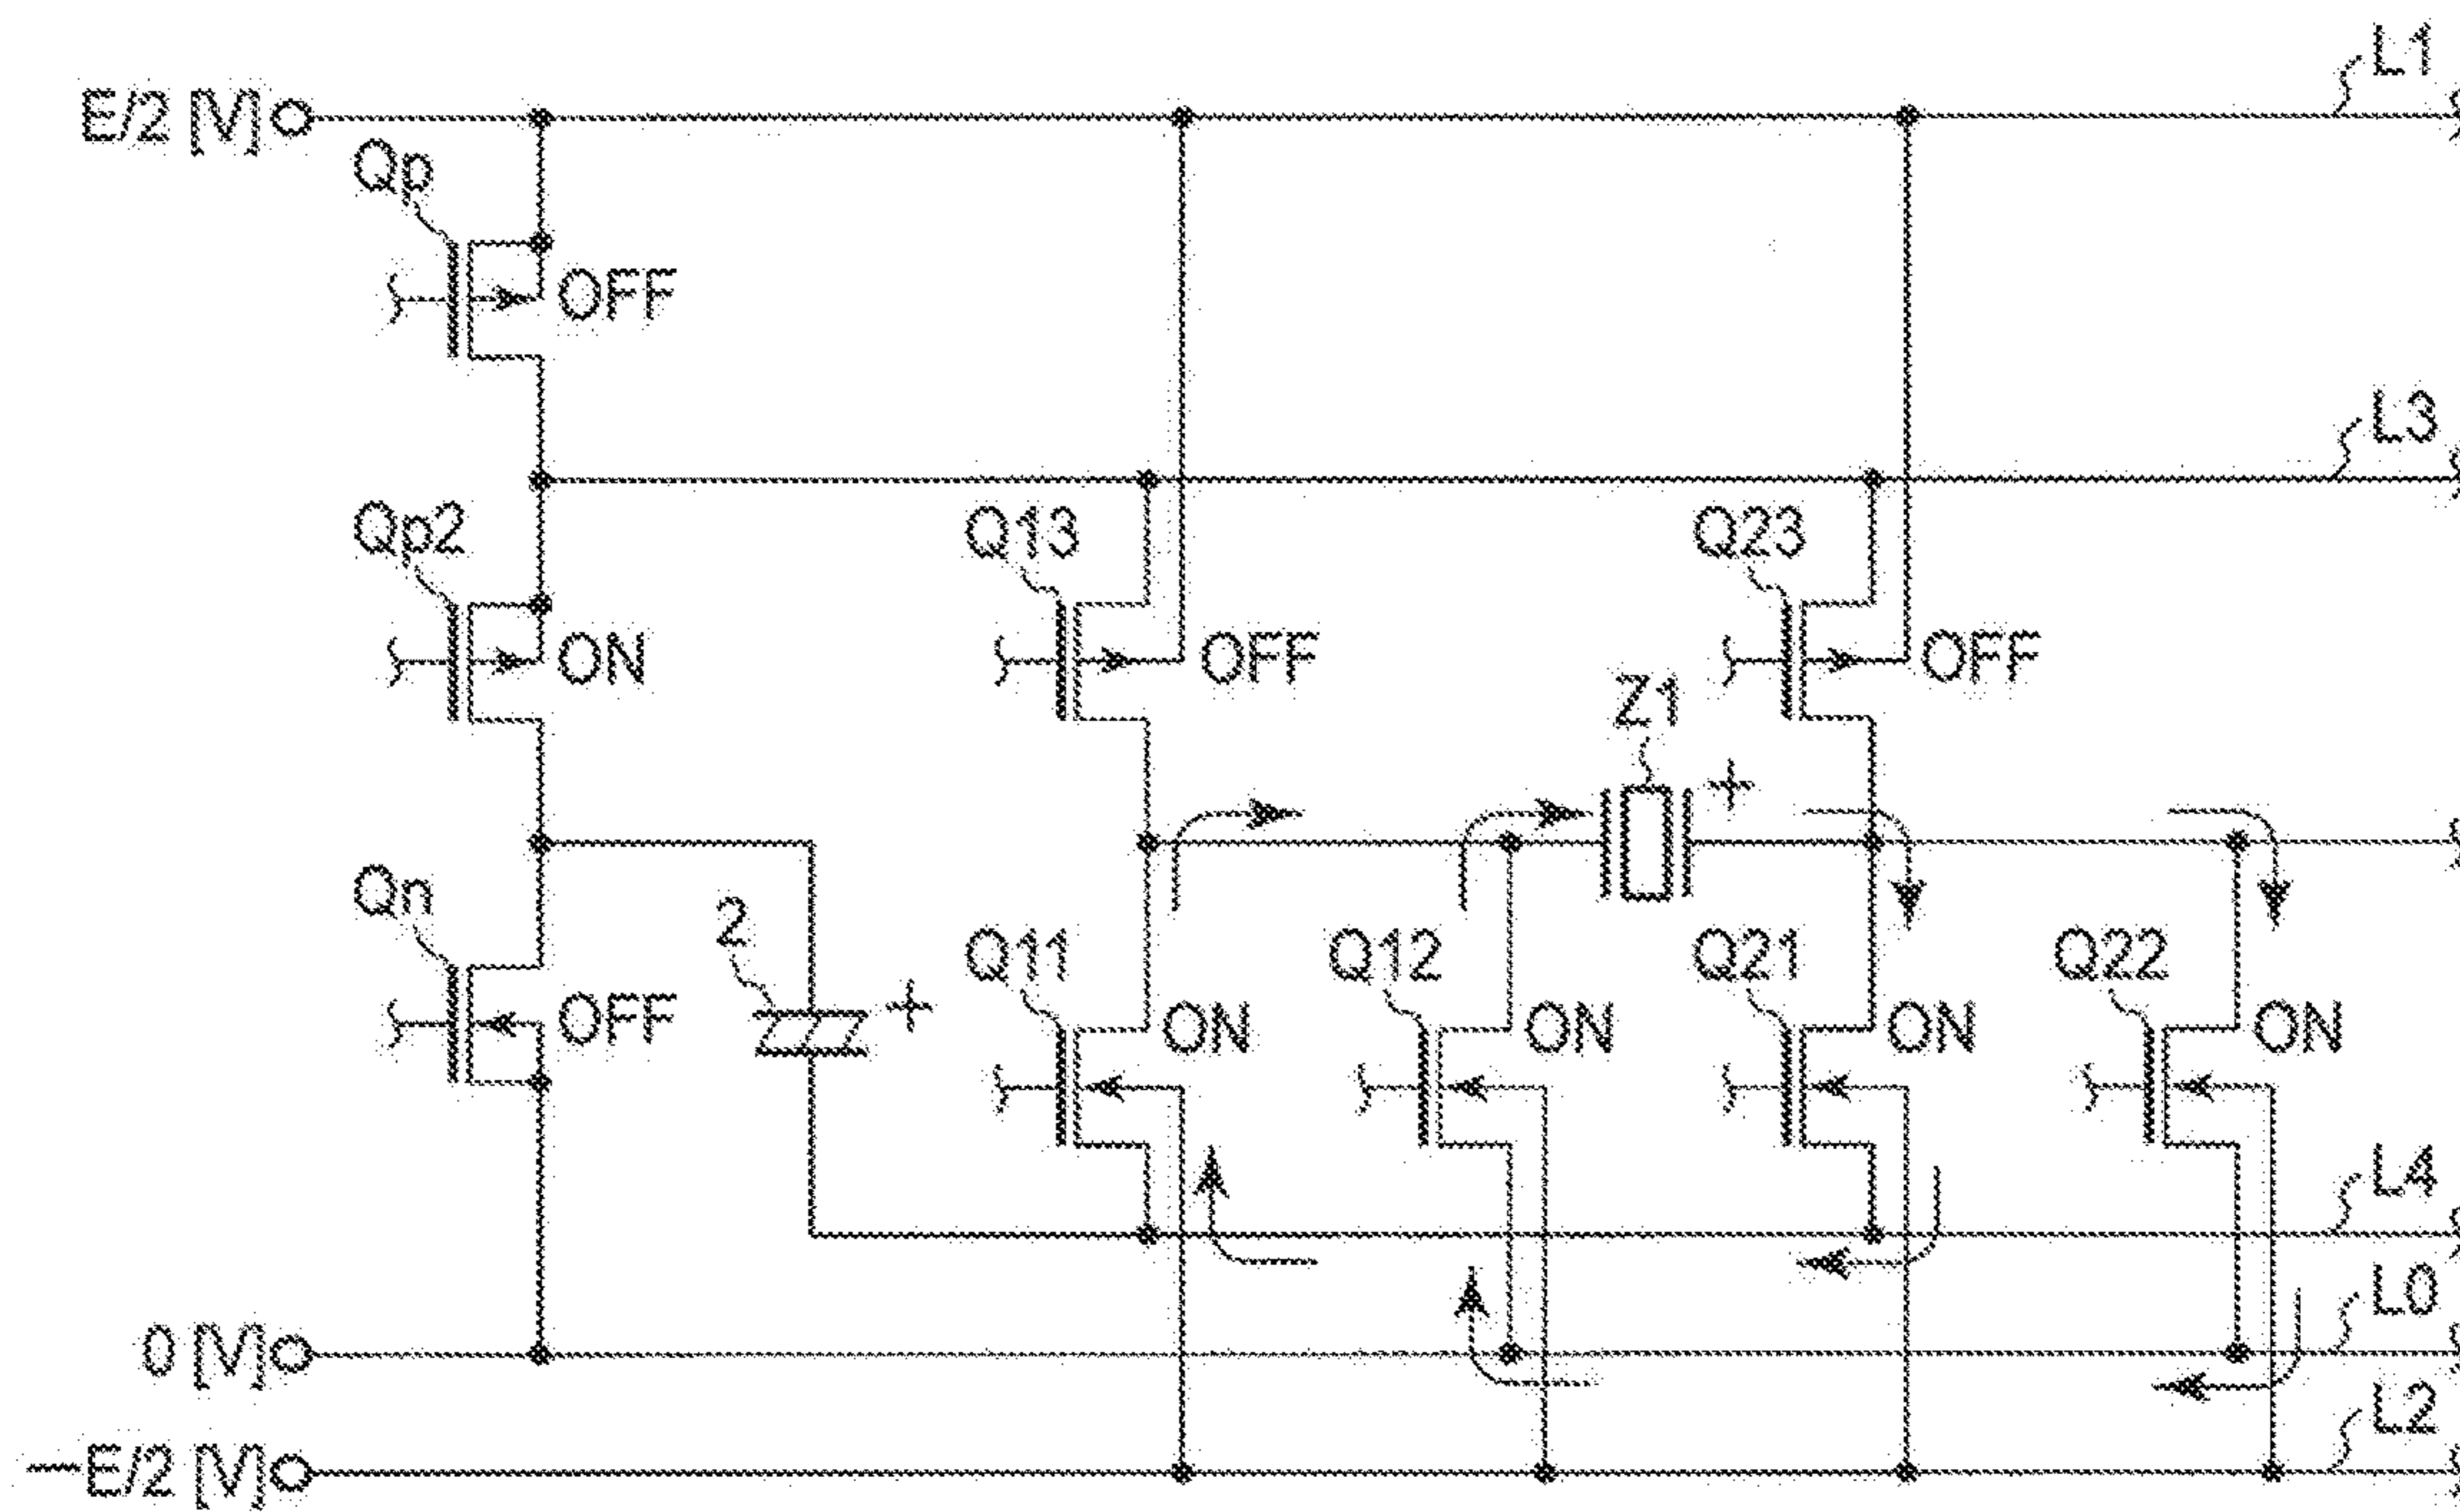 L1
E/2 [V]
Qp
OFF
L3
Qp2
Q13
Q23
ON
OFF
OFF
Z1
+
Qn
2
Q11
Q12
Q21
Q22
OFF
+
ON
ON
ON
ON
L4
L0
0 [V]
L2
—E/2 [V]